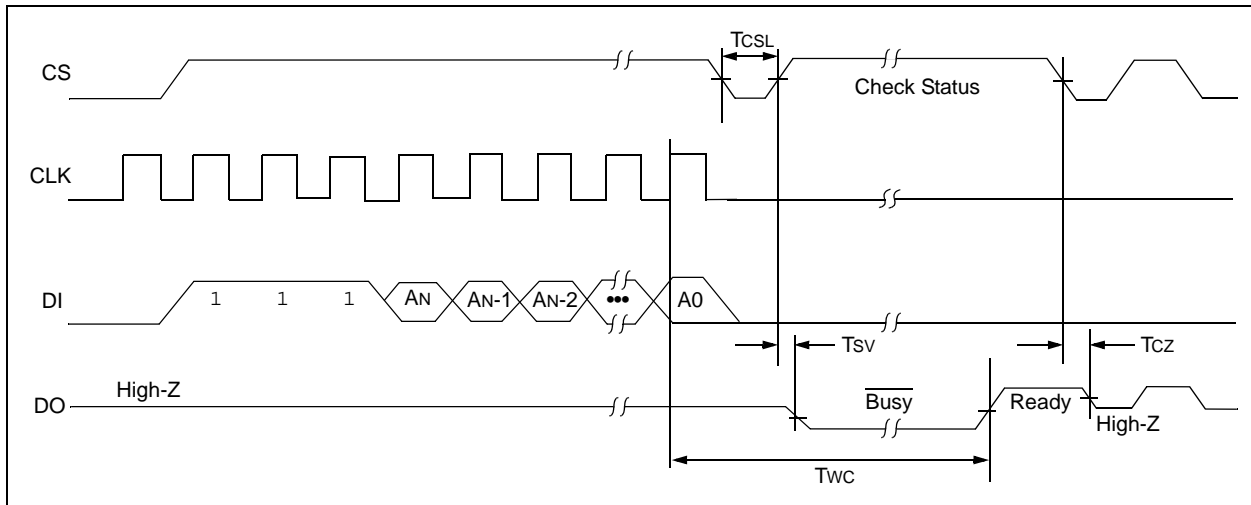 TCSL
CS
Check Status
CLK
DI
1 1 1 AN AN-1 AN-2 ••• A0
TSV
TCZ
High-Z
DO
Busy
Ready
High-Z
TWC